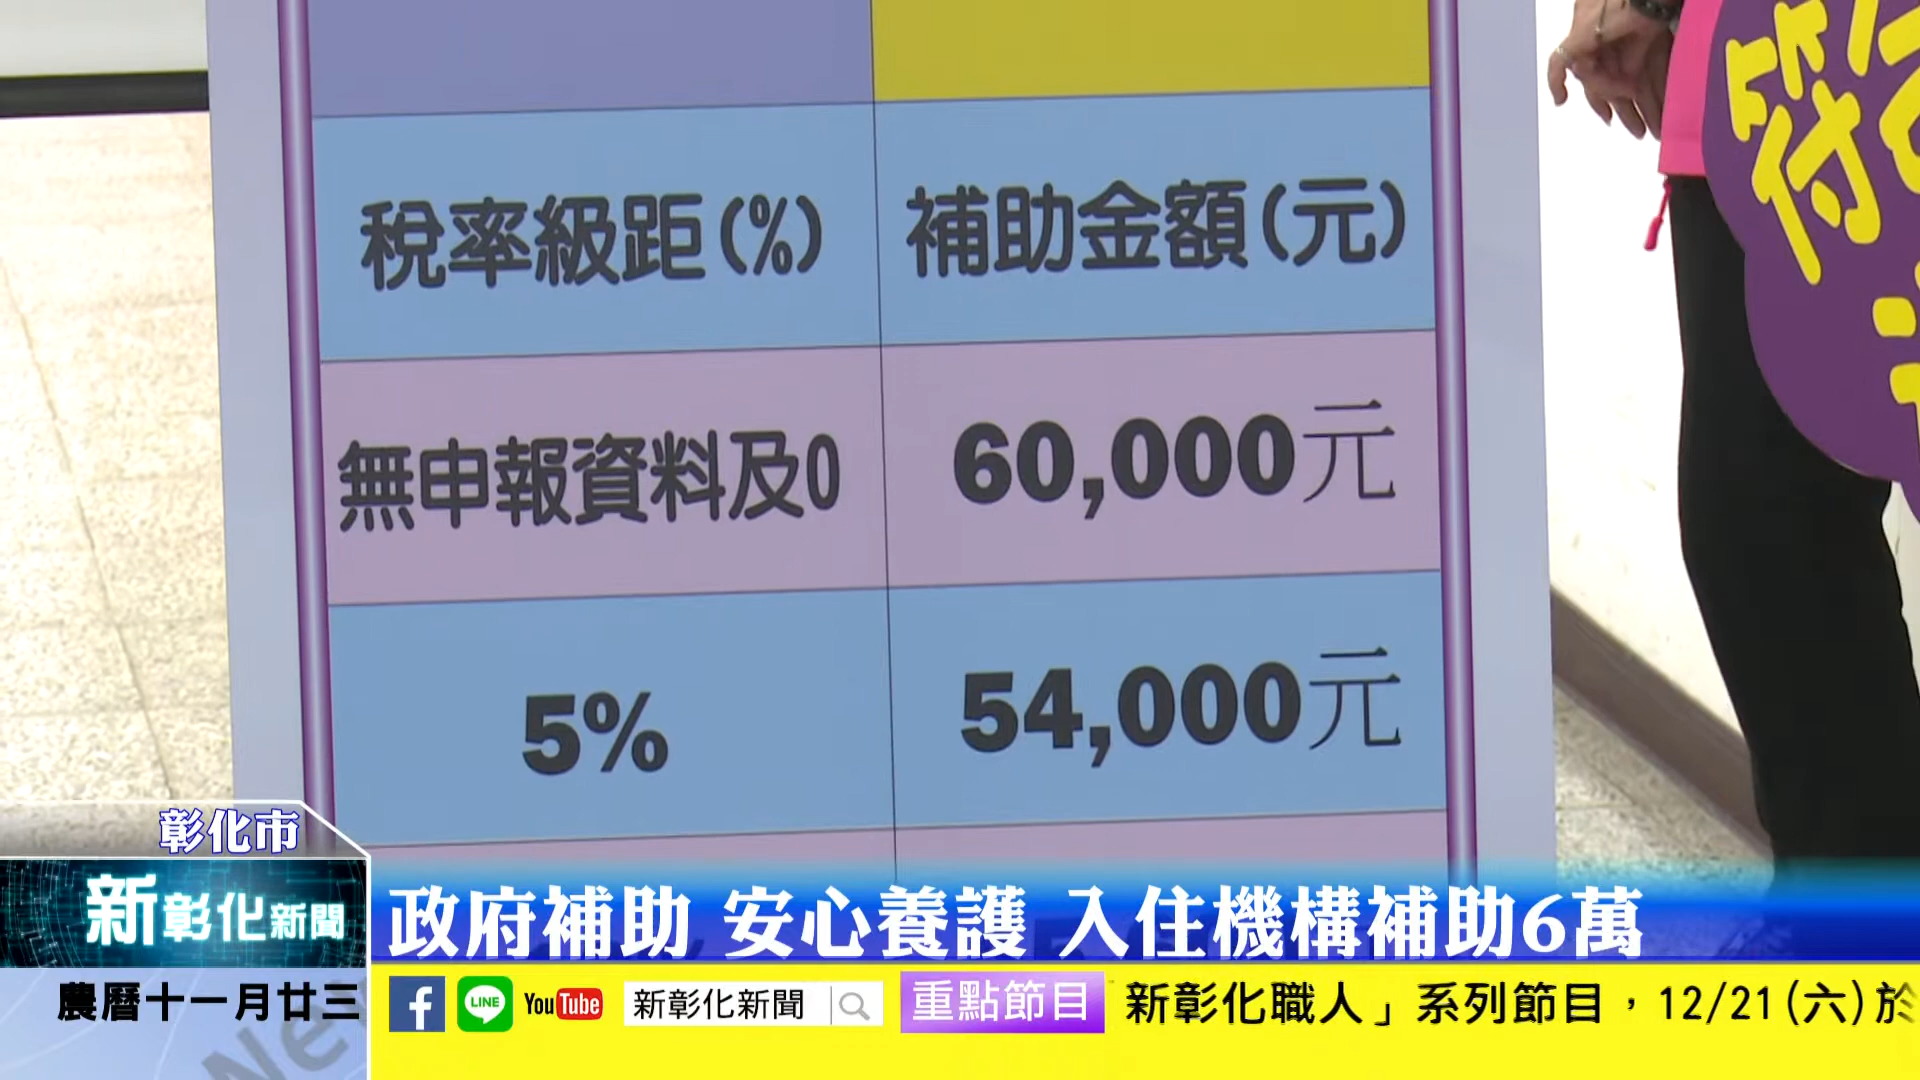 稅率級距(%)
補助金額(元)
無申報資料及0
60,000元
5%
54,000元
符
彰化市
新彰化新聞
政府補助 安心養護 入住機構補助6萬
農曆十一月廿三
LINE
YouTube
新彰化新聞
重點節目
新彰化職人」系列節目，12/21(六)於